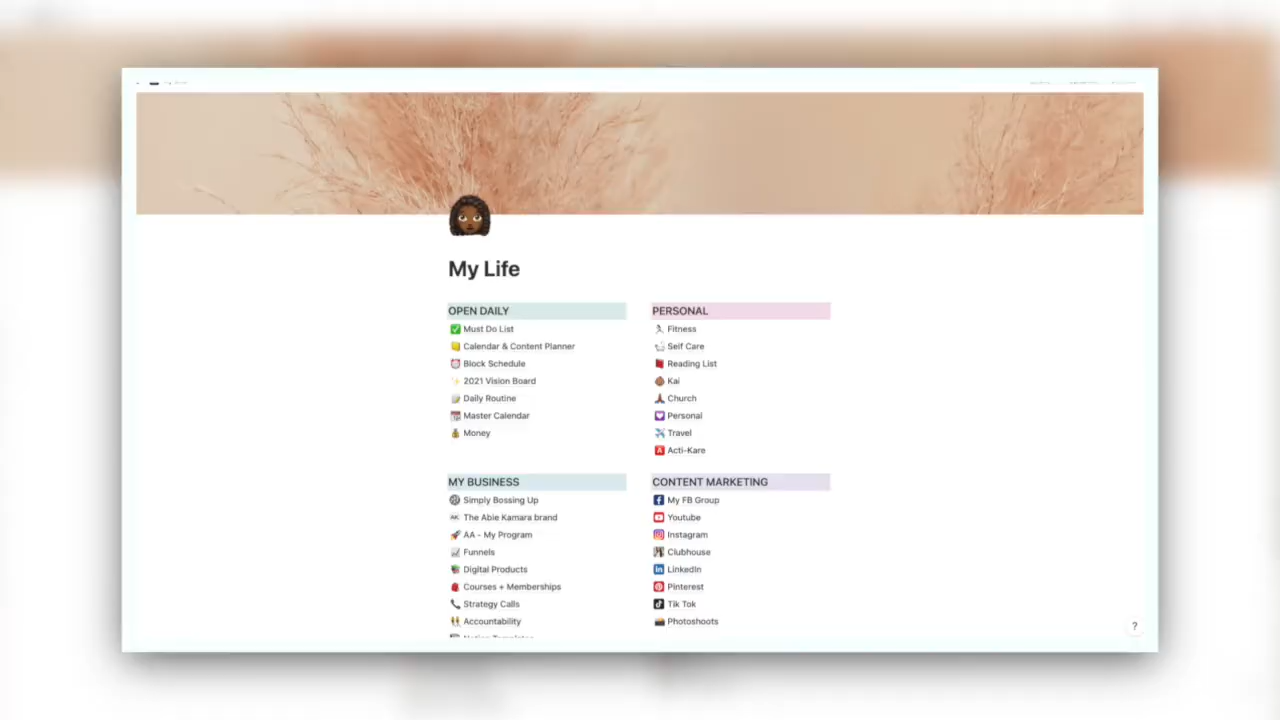 My Life
OPEN DAILY
Must Do List
Calendar & Content Planner
Block Schedule
2021 Vision Board
Daily Routine
Master Calendar
Money
PERSONAL
Fitness
Self Care
Reading List
Kai
Church
Personal
Travel
Acti-Kare
MY BUSINESS
Simply Bossing Up
AK The Abie Kamara brand
AA - My Program
Funnels
Digital Products
Courses + Memberships
Strategy Calls
Accountability
CONTENT MARKETING
My FB Group
Youtube
Instagram
Clubhouse
LinkedIn
Pinterest
Tik Tok
Photoshoots
?